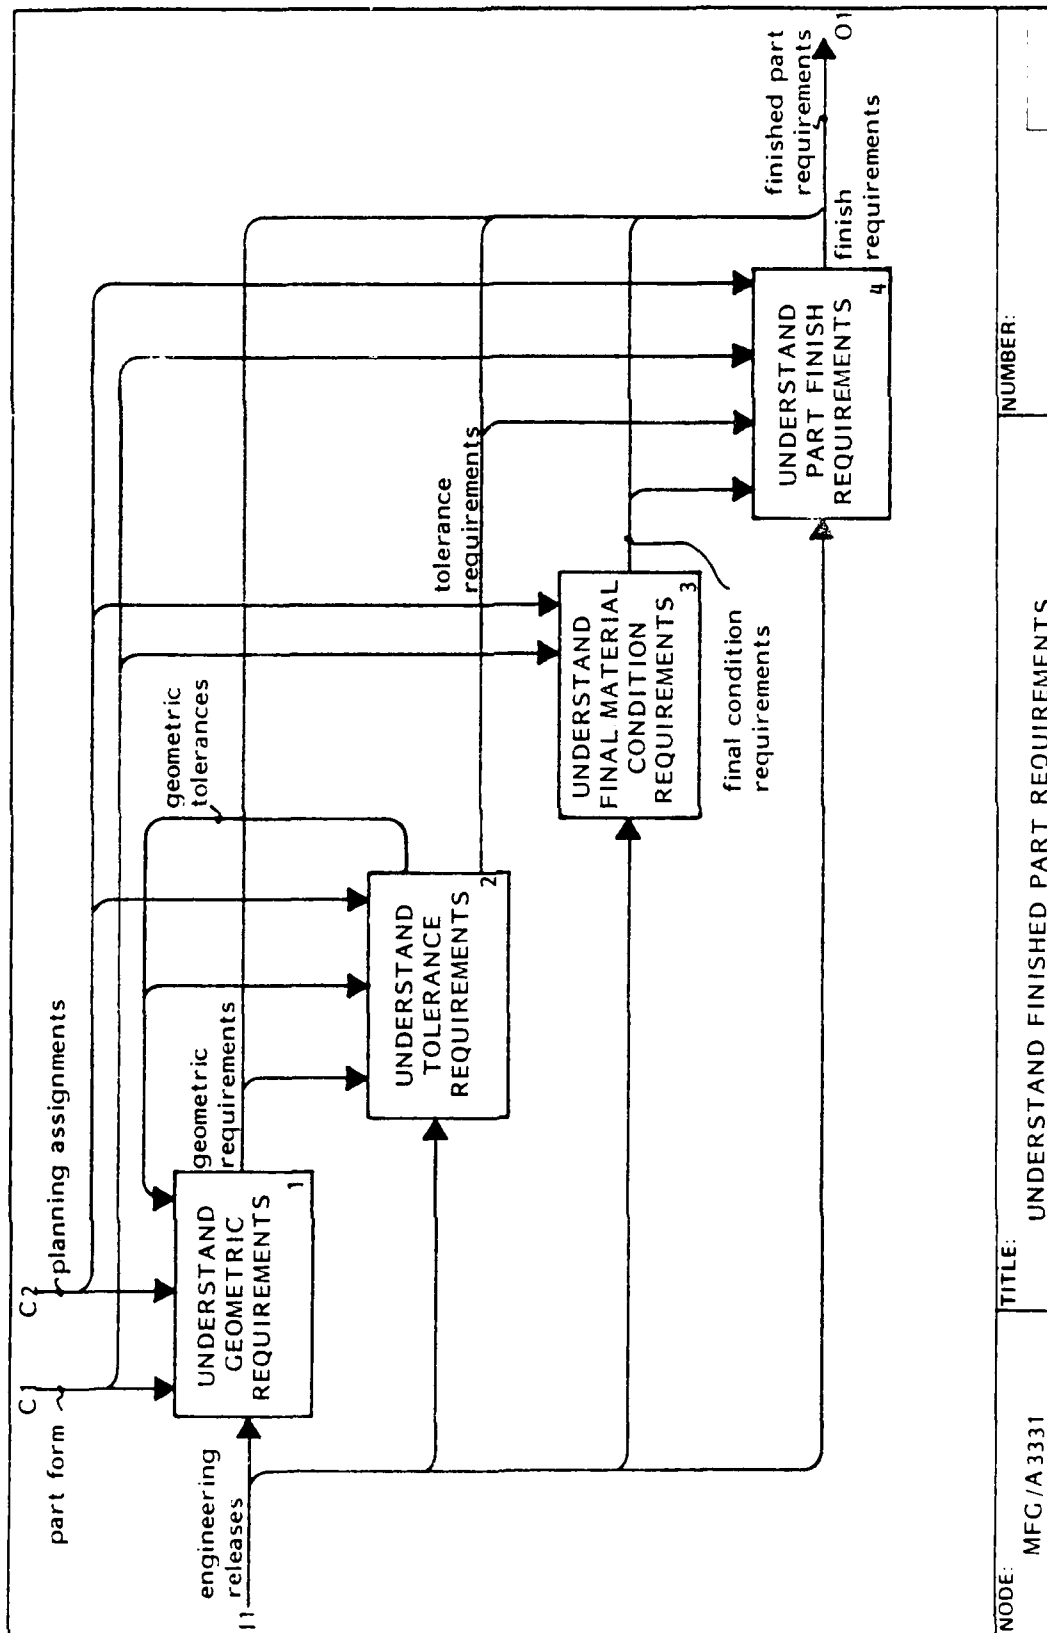 C1
C2
part form
planning assignments
geometric
tolerances
engineering
releases
I1
UNDERSTAND
GEOMETRIC
REQUIREMENTS
1
geometric
requirements
UNDERSTAND
TOLERANCE
REQUIREMENTS
2
tolerance
requirements
UNDERSTAND
FINAL MATERIAL
CONDITION
REQUIREMENTS
3
final condition
requirements
UNDERSTAND
PART FINISH
REQUIREMENTS
4
finished part
requirements
O1
finish
requirements
NODE:
MFG/A3331
TITLE:
UNDERSTAND FINISHED PART REQUIREMENTS
NUMBER: